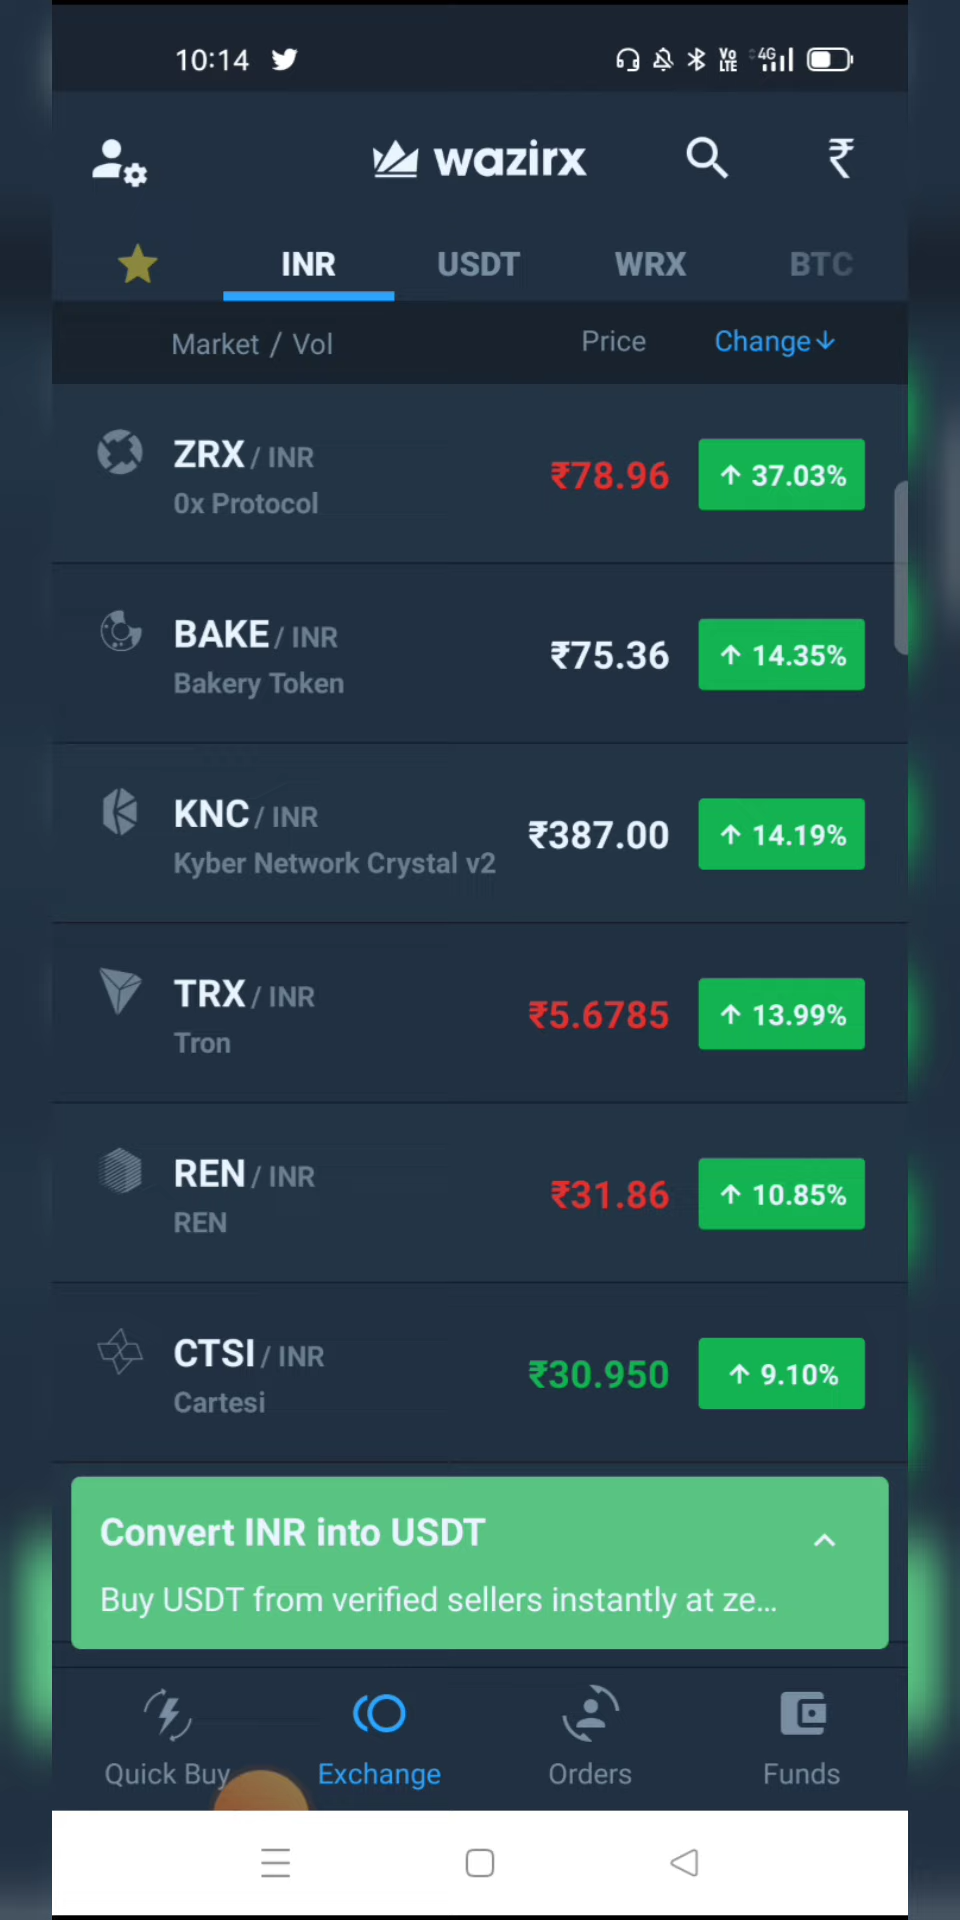 10:14
Vo LTE 4G
wazirx ₹
INR USDT WRX BTC
Market / Vol Price Change↓
ZRX / INR ₹78.96 ↑ 37.03%
0x Protocol
BAKE / INR ₹75.36 ↑ 14.35%
Bakery Token
KNC / INR ₹387.00 ↑ 14.19%
Kyber Network Crystal v2
TRX / INR ₹5.6785 ↑ 13.99%
Tron
REN / INR ₹31.86 ↑ 10.85%
REN
CTSI / INR ₹30.950 ↑ 9.10%
Cartesi
Convert INR into USDT
Buy USDT from verified sellers instantly at ze...
Quick Buy Exchange Orders Funds